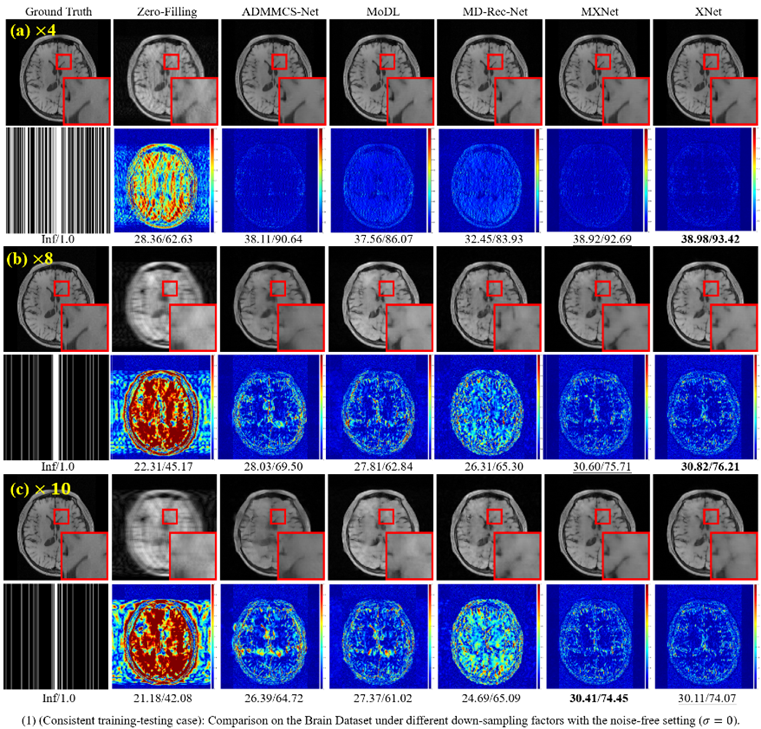 Ground Truth Zero-Filling ADMMCS-Net MoDL MD-Rec-Net MXNet XNet
(a) ×4
Inf/1.0 28.36/62.63 38.11/90.64 37.56/86.07 32.45/83.93 38.92/92.69 38.98/93.42
(b) ×8
Inf/1.0 22.31/45.17 28.03/69.50 27.81/62.84 26.31/65.30 30.60/75.71 30.82/76.21
(c) × 10
Inf/1.0 21.18/42.08 26.39/64.72 27.37/61.02 24.69/65.09 30.41/74.45 30.11/74.07
(1) (Consistent training-testing case): Comparison on the Brain Dataset under different down-sampling factors with the noise-free setting (σ = 0).